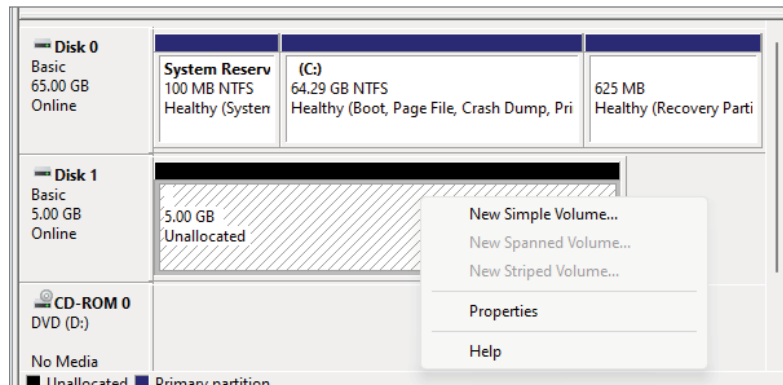 Disk 0
Basic
65.00 GB
Online
System Reserv
100 MB NTFS
Healthy (System
(C:)
64.29 GB NTFS
Healthy (Boot, Page File, Crash Dump, Pri
625 MB
Healthy (Recovery Parti
Disk 1
Basic
5.00 GB
Online
5.00 GB
Unallocated
New Simple Volume...
New Spanned Volume...
New Striped Volume...
Properties
Help
CD-ROM 0
DVD (D:)
No Media
Unallocated Primary partition